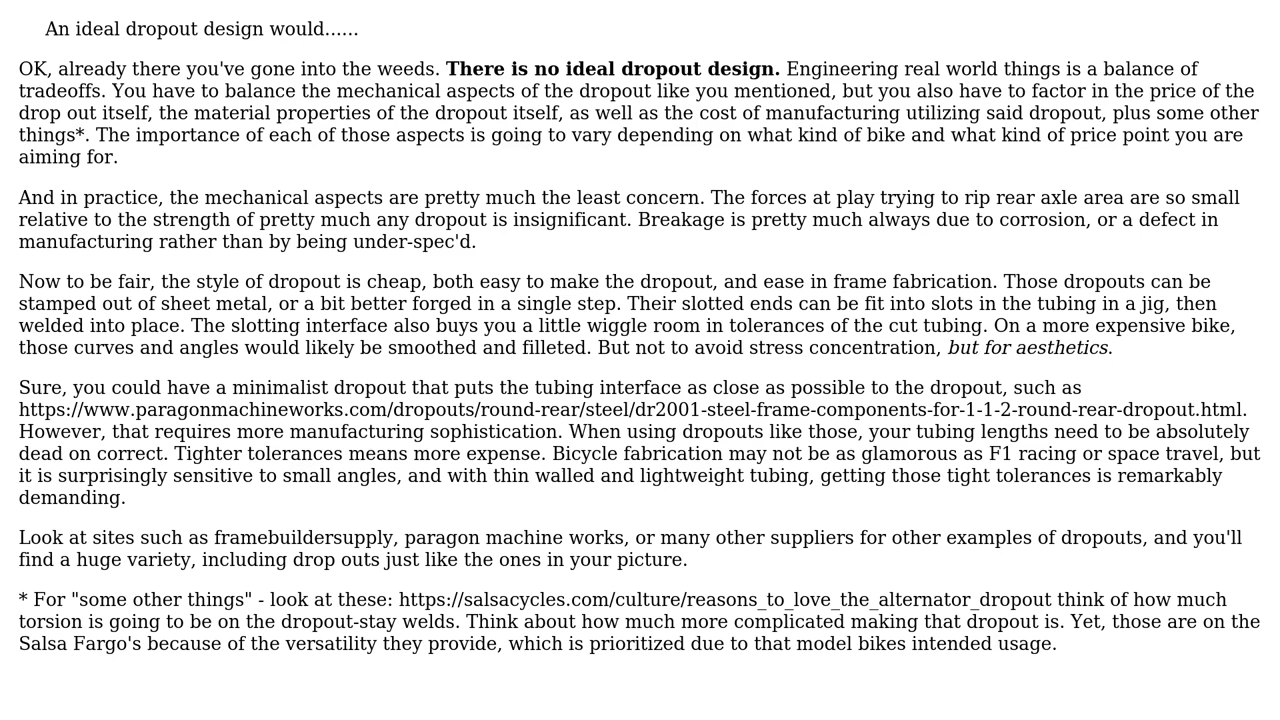 An ideal dropout design would......
OK, already there you've gone into the weeds. There is no ideal dropout design. Engineering real world things is a balance of
tradeoffs. You have to balance the mechanical aspects of the dropout like you mentioned, but you also have to factor in the price of the
drop out itself, the material properties of the dropout itself, as well as the cost of manufacturing utilizing said dropout, plus some other
things*. The importance of each of those aspects is going to vary depending on what kind of bike and what kind of price point you are
aiming for.
And in practice, the mechanical aspects are pretty much the least concern. The forces at play trying to rip rear axle area are so small
relative to the strength of pretty much any dropout is insignificant. Breakage is pretty much always due to corrosion, or a defect in
manufacturing rather than by being under-spec'd.
Now to be fair, the style of dropout is cheap, both easy to make the dropout, and ease in frame fabrication. Those dropouts can be
stamped out of sheet metal, or a bit better forged in a single step. Their slotted ends can be fit into slots in the tubing in a jig, then
welded into place. The slotting interface also buys you a little wiggle room in tolerances of the cut tubing. On a more expensive bike,
those curves and angles would likely be smoothed and filleted. But not to avoid stress concentration, but for aesthetics.
Sure, you could have a minimalist dropout that puts the tubing interface as close as possible to the dropout, such as
https://www.paragonmachineworks.com/dropouts/round-rear/steel/dr2001-steel-frame-components-for-1-1-2-round-rear-dropout.html.
However, that requires more manufacturing sophistication. When using dropouts like those, your tubing lengths need to be absolutely
dead on correct. Tighter tolerances means more expense. Bicycle fabrication may not be as glamorous as F1 racing or space travel, but
it is surprisingly sensitive to small angles, and with thin walled and lightweight tubing, getting those tight tolerances is remarkably
demanding.
Look at sites such as framebuildersupply, paragon machine works, or many other suppliers for other examples of dropouts, and you'll
find a huge variety, including drop outs just like the ones in your picture.
* For "some other things" - look at these: https://salsacycles.com/culture/reasons_to_love_the_alternator_dropout think of how much
torsion is going to be on the dropout-stay welds. Think about how much more complicated making that dropout is. Yet, those are on the
Salsa Fargo's because of the versatility they provide, which is prioritized due to that model bikes intended usage.